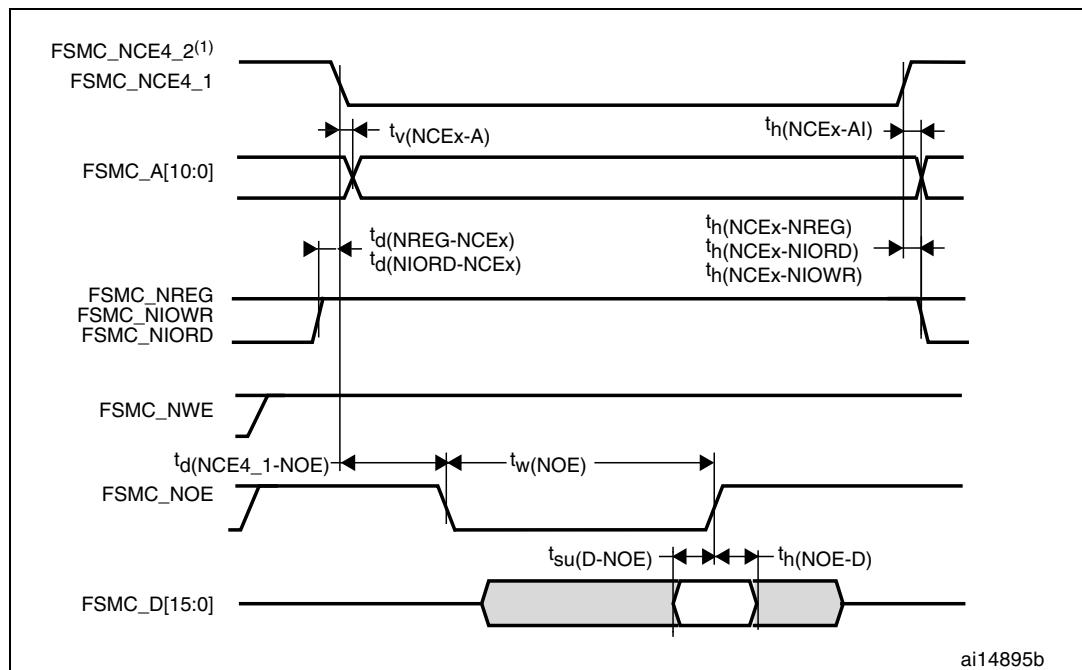 FSMC_NCE4_2(1)
FSMC_NCE4_1
tv(NCEx-A)
th(NCEx-AI)
FSMC_A[10:0]
td(NREG-NCEx)
td(NIORD-NCEx)
th(NCEx-NREG)
th(NCEx-NIORD)
th(NCEx-NIOWR)
FSMC_NREG
FSMC_NIOWR
FSMC_NIORD
FSMC_NWE
td(NCE4_1-NOE)
tw(NOE)
FSMC_NOE
tsu(D-NOE)
th(NOE-D)
FSMC_D[15:0]
ai14895b